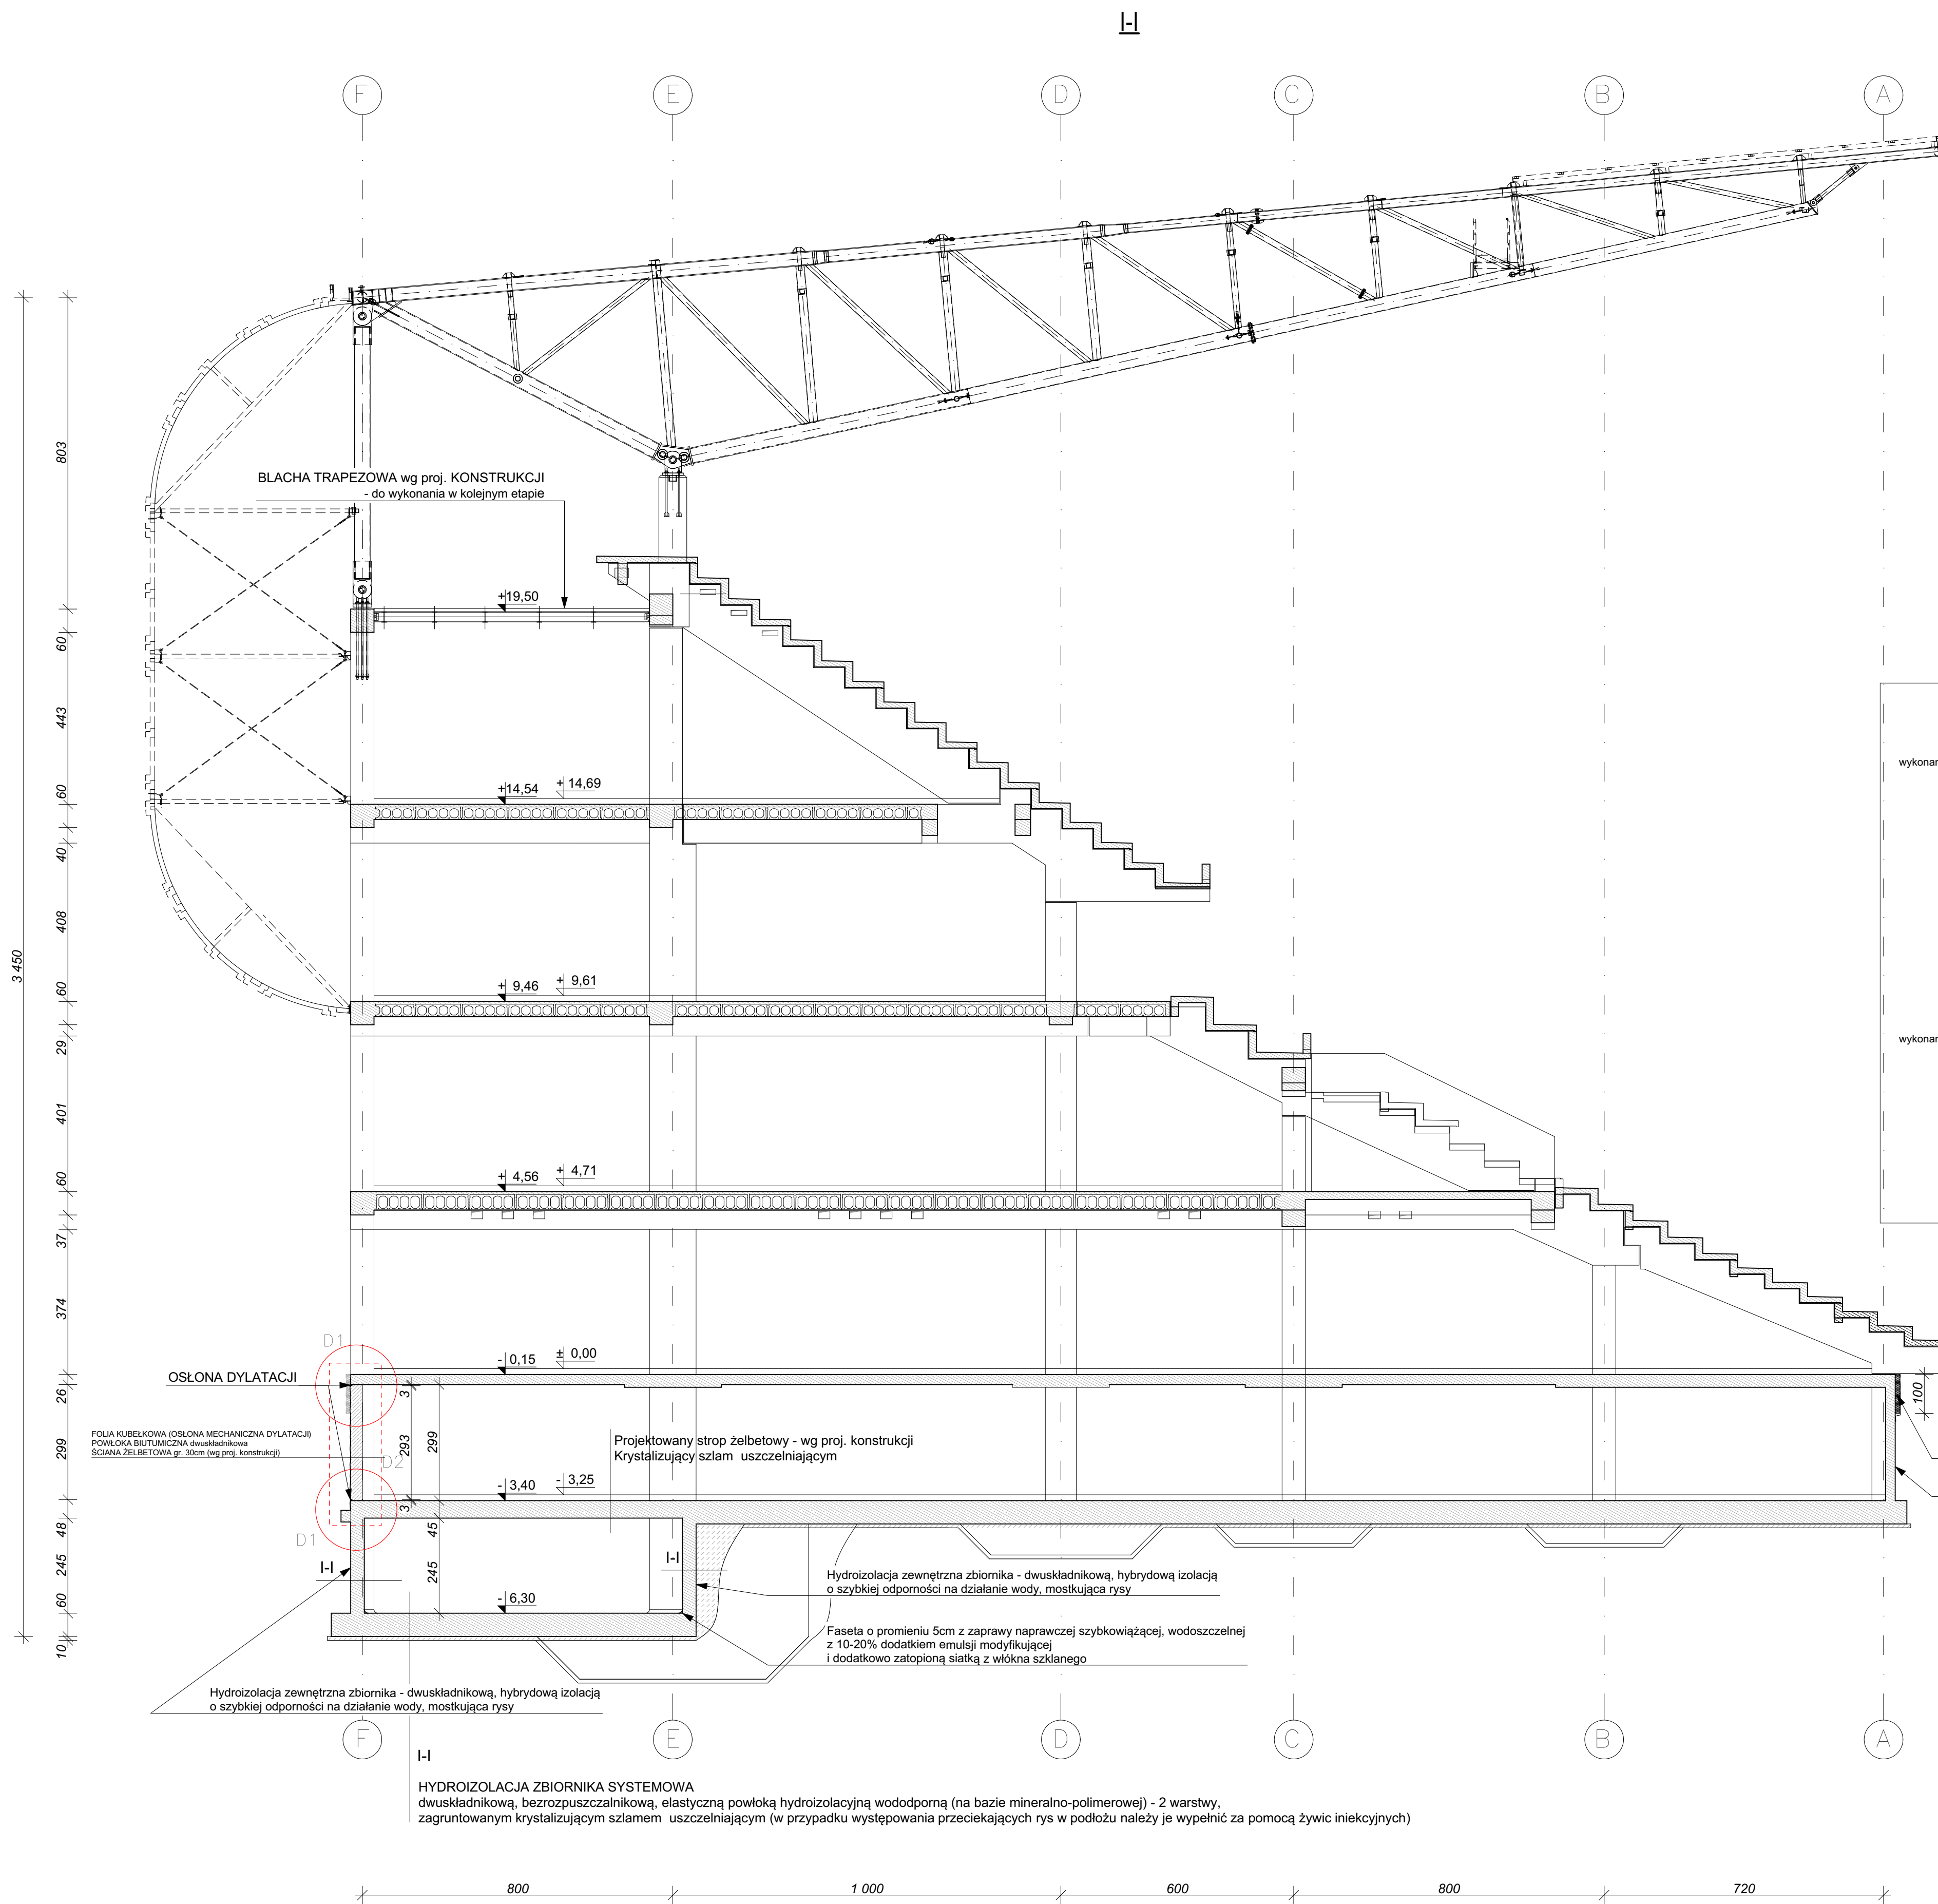 I-I
F E D C B A
BLACHA TRAPEZOWA wg proj. KONSTRUKCJI
- do wykonania w kolejnym etapie
+19,50
803
60
443
+14,54 + 14,69
60
wykonan
40
408
3 450
+ 9,46 + 9,61
60
29
wykonan
401
+ 4,56 + 4,71
60
37
374
D1
- 0,15 ± 0,00
OSŁONA DYLATACJI
26
3
100
FOLIA KUBEŁKOWA (OSŁONA MECHANICZNA DYLATACJI)
POWŁOKA BIUTUMICZNA dwuskładnikowa
ŚCIANA ŻELBETOWA gr. 30cm (wg proj. konstrukcji)
299
293
299
Projektowany strop żelbetowy - wg proj. konstrukcji
Krystalizujący szlam uszczelniającym
D2
- 3,40 - 3,25
3
48
45
D1
I-I
I-I
245
245
Hydroizolacja zewnętrzna zbiornika - dwuskładnikową, hybrydową izolacją
o szybkiej odporności na działanie wody, mostkująca rysy
- 6,30
60
10
Faseta o promieniu 5cm z zaprawy naprawczej szybkowiążącej, wodoszczelnej
z 10-20% dodatkiem emulsji modyfikującej
i dodatkowo zatopioną siatką z włókna szklanego
Hydroizolacja zewnętrzna zbiornika - dwuskładnikową, hybrydową izolacją
o szybkiej odporności na działanie wody, mostkująca rysy
F E D C B A
I-I
HYDROIZOLACJA ZBIORNIKA SYSTEMOWA
dwuskładnikową, bezrozpuszczalnikową, elastyczną powłoką hydroizolacyjną wododporną (na bazie mineralno-polimerowej) - 2 warstwy,
zagruntowanym krystalizującym szlamem uszczelniającym (w przypadku występowania przeciekających rys w podłożu należy je wypełnić za pomocą żywic iniekcyjnych)
800 1 000 600 800 720